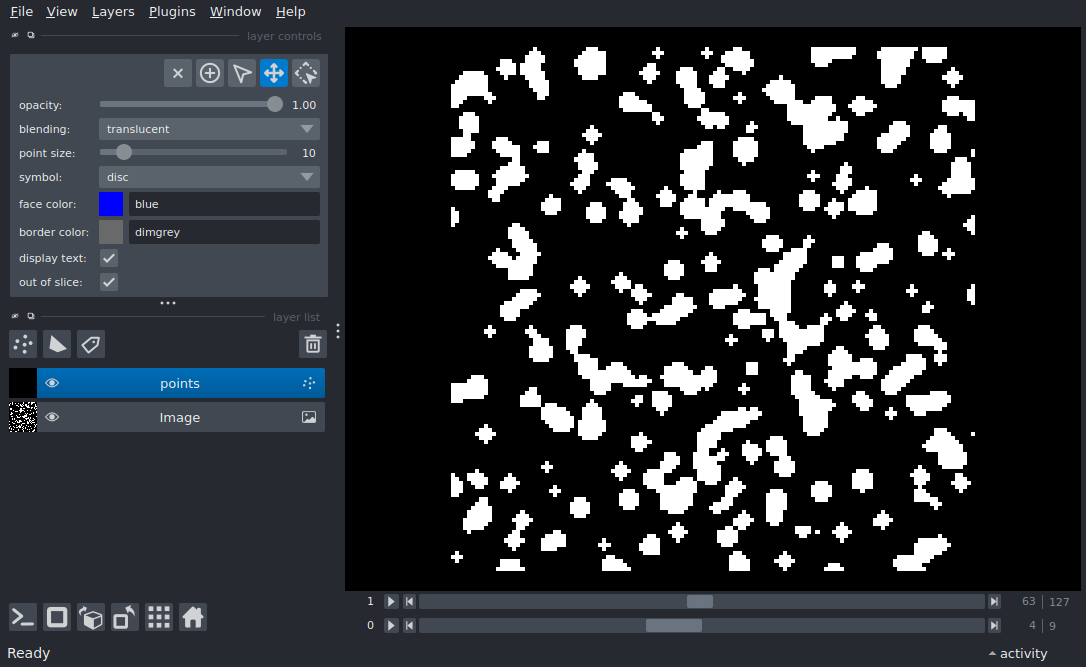 File View Layers Plugins Window Help
layer controls
opacity: 1.00
blending: translucent
point size: 10
symbol: disc
face color: blue
border color: dimgrey
display text:
out of slice:
layer list
points
Image
1 63 127
0 4 9
Ready activity